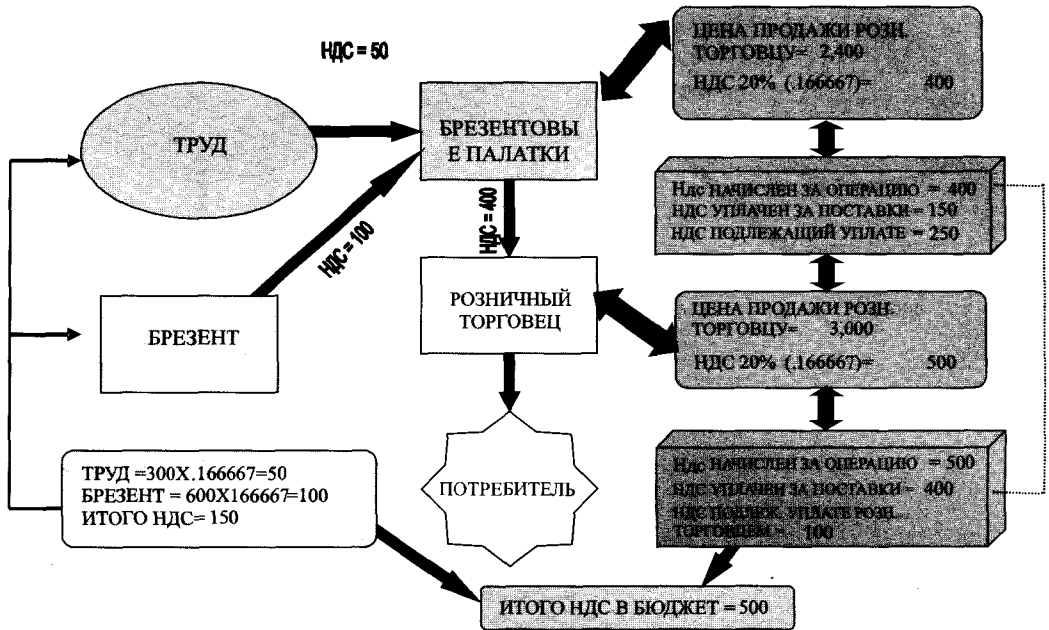 НДС = 50
ТРУД
БРЕЗЕНТОВЫ
Е ПАЛАТКИ
НДС = 100
НДС = 400
БРЕЗЕНТ
РОЗНИЧНЫЙ
ТОРГОВЕЦ
ПОТРЕБИТЕЛЬ
ЦЕНА ПРОДАЖИ РОЗН.
ТОРГОВЦУ= 2,400
НДС 20% (.166667)= 400
Ндс НАЧИСЛЕН ЗА ОПЕРАЦИЮ = 400
НДС УПЛАЧЕН ЗА ПОСТАВКИ = 150
НДС ПОДЛЕЖАЩИЙ УПЛАТЕ = 250
ЦЕНА ПРОДАЖИ РОЗН.
ТОРГОВЦУ= 3,000
НДС 20% (.166667)= 500
Ндс НАЧИСЛЕН ЗА ОПЕРАЦИЮ = 500
НДС УПЛАЧЕН ЗА ПОСТАВКИ = 400
НДС ПОДЛЕЖ. УПЛАТЕ РОЗН.
ТОРГОВЦЕМ = 100
ТРУД =300Х.166667=50
БРЕЗЕНТ = 600Х166667=100
ИТОГО НДС= 150
ИТОГО НДС В БЮДЖЕТ = 500